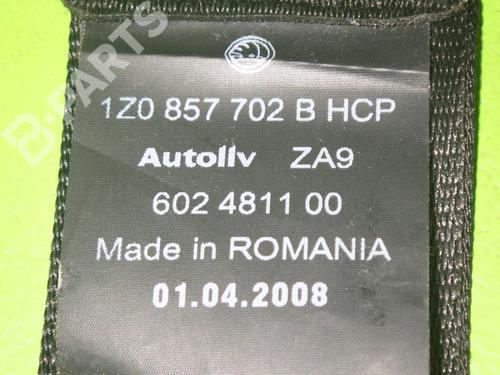 B-PARTS
1Z0 857 702 B HCP
Autoliv ZA9
602 4811 00
Made in ROMANIA
01.04.2008